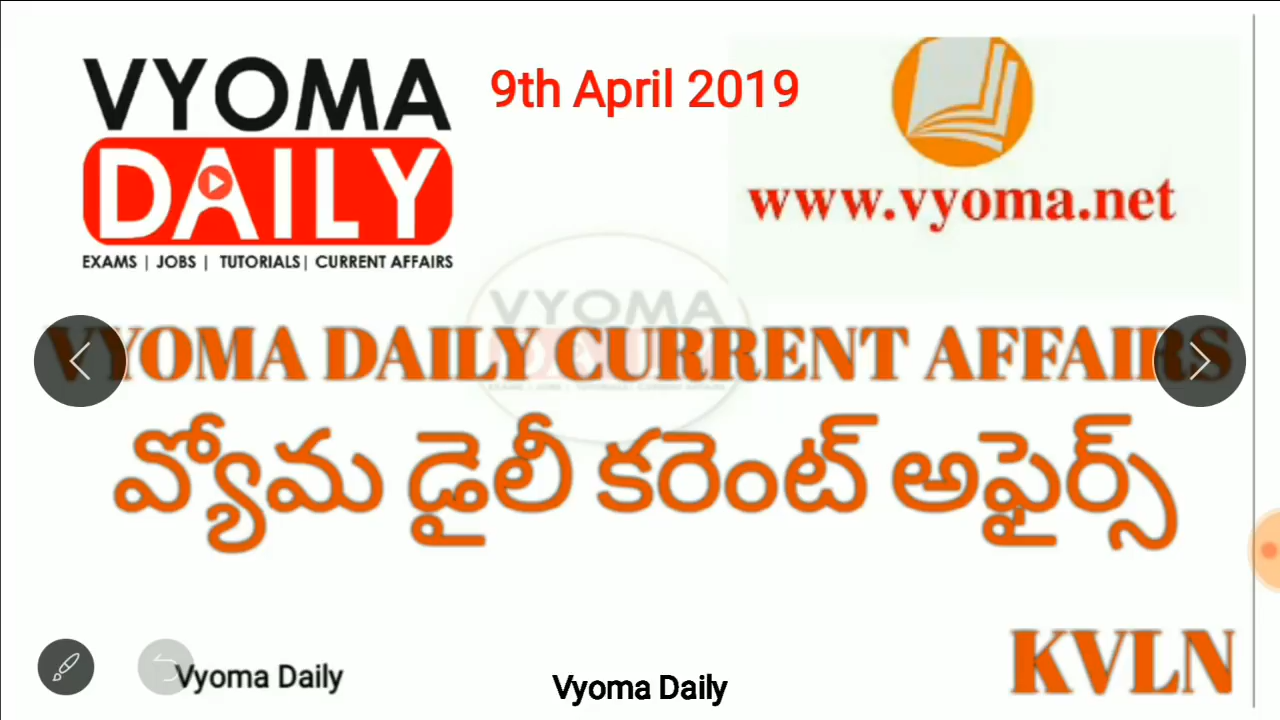 VYOMA
DAILY
EXAMS | JOBS | TUTORIALS | CURRENT AFFAIRS
9th April 2019
www.vyoma.net
VYOMA
VYOMA DAILY CURRENT AFFAIRS
వ్యోమ డైలీ కరెంట్ అఫైర్స్
KVLN
Vyoma Daily
Vyoma Daily